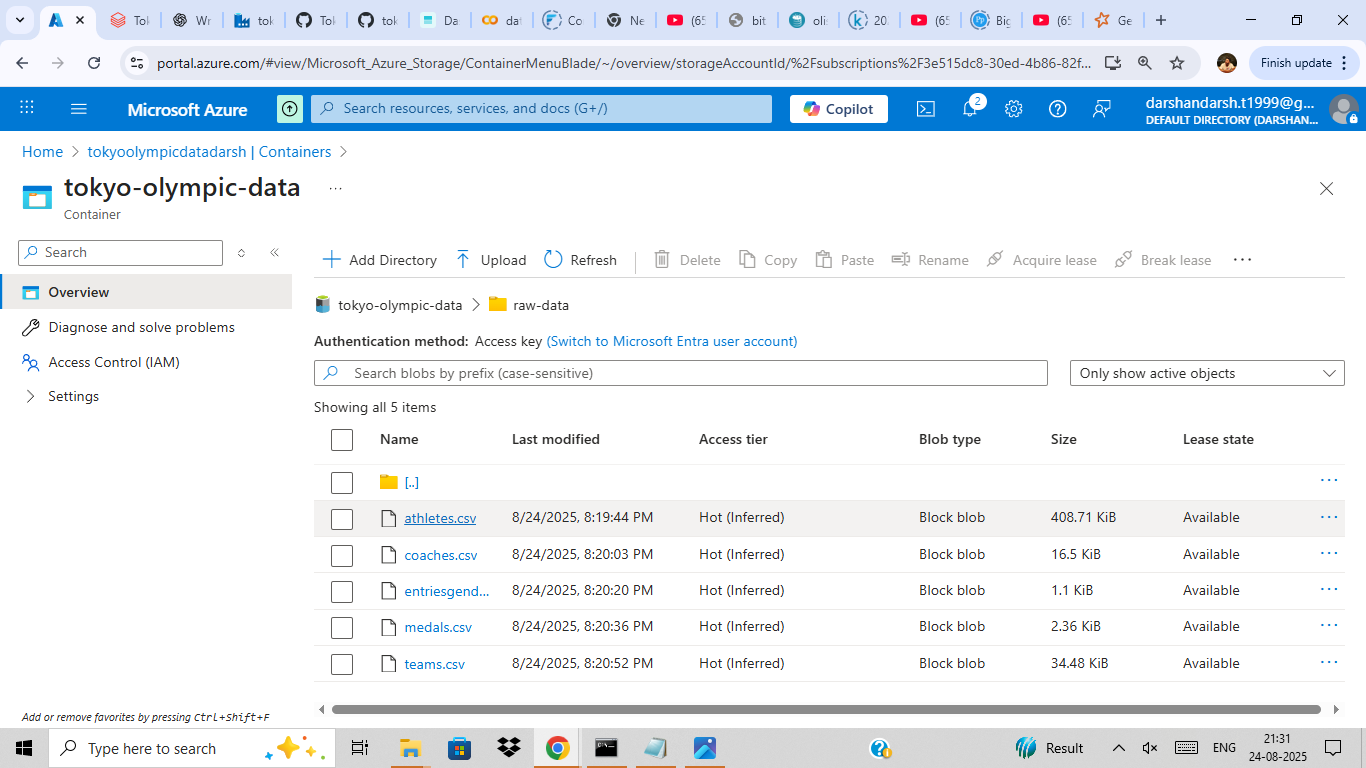 Tok
Wr
tok
Tok
tok
Da
dat
Co
Ne
(65
bit
olis
202
(65
Big
(65
Ge
portal.azure.com/#view/Microsoft_Azure_Storage/ContainerMenuBlade/~/overview/storageAccountId/%2Fsubscriptions%2F3e515dc8-30ed-4b86-82f...
Finish update
Microsoft Azure
Search resources, services, and docs (G+/)
Copilot
2
darshandarsh.t1999@g...
DEFAULT DIRECTORY (DARSHAN...
Home > tokyoolympicdatadarsh | Containers >
tokyo-olympic-data ...
Container
Search
Add Directory Upload Refresh Delete Copy Paste Rename Acquire lease Break lease ...
Overview
Diagnose and solve problems
Access Control (IAM)
Settings
tokyo-olympic-data > raw-data
Authentication method: Access key (Switch to Microsoft Entra user account)
Search blobs by prefix (case-sensitive)
Only show active objects
Showing all 5 items
Name Last modified Access tier Blob type Size Lease state
[..] ...
athletes.csv 8/24/2025, 8:19:44 PM Hot (Inferred) Block blob 408.71 KiB Available ...
coaches.csv 8/24/2025, 8:20:03 PM Hot (Inferred) Block blob 16.5 KiB Available ...
entriesgend... 8/24/2025, 8:20:20 PM Hot (Inferred) Block blob 1.1 KiB Available ...
medals.csv 8/24/2025, 8:20:36 PM Hot (Inferred) Block blob 2.36 KiB Available ...
teams.csv 8/24/2025, 8:20:52 PM Hot (Inferred) Block blob 34.48 KiB Available ...
Add or remove favorites by pressing Ctrl+Shift+F
Type here to search
Result
ENG
21:31
24-08-2025